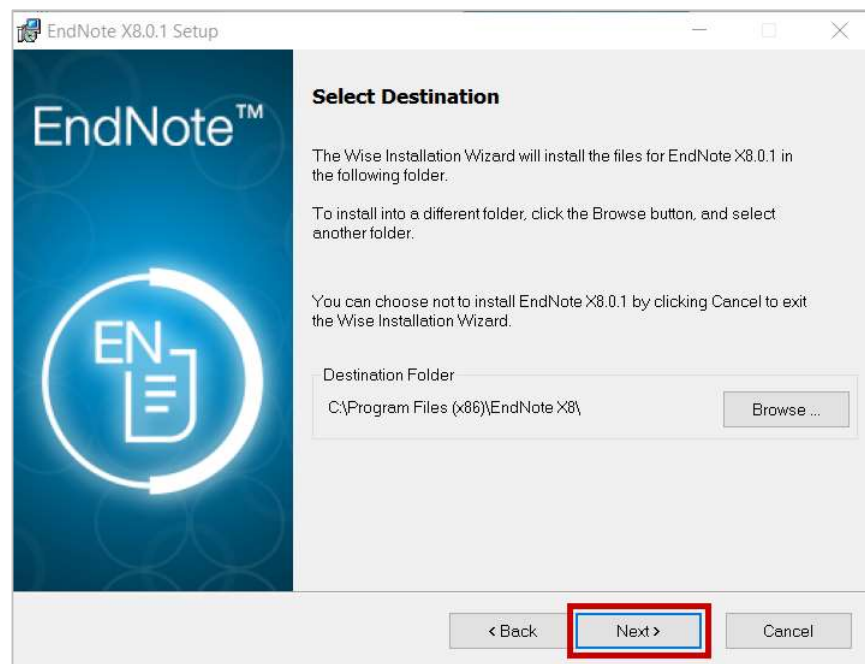 EndNote X8.0.1 Setup
EndNote™
EN
Select Destination
The Wise Installation Wizard will install the files for EndNote X8.0.1 in
the following folder.
To install into a different folder, click the Browse button, and select
another folder.
You can choose not to install EndNote X8.0.1 by clicking Cancel to exit
the Wise Installation Wizard.
Destination Folder
C:\Program Files (x86)\EndNote X8\
Browse ...
< Back
Next >
Cancel